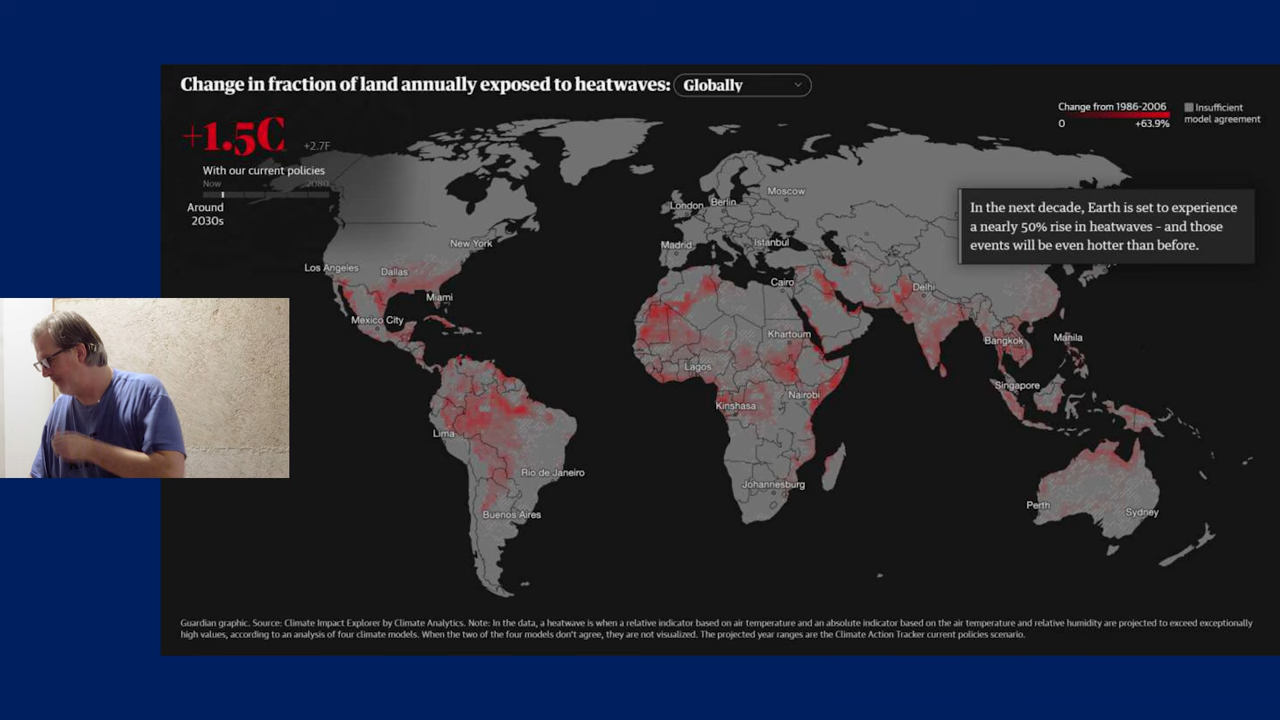 Change in fraction of land annually exposed to heatwaves: Globally
+1.5C +2.7F
With our current policies
Now 2080
Around
2030s
Change from 1986-2006
0 +63.9%
Insufficient
model agreement
In the next decade, Earth is set to experience
a nearly 50% rise in heatwaves - and those
events will be even hotter than before.
Moscow
London
Berlin
Madrid
Istanbul
New York
Los Angeles
Dallas
Miami
Mexico City
Cairo
Delhi
Khartoum
Bangkok
Manila
Lagos
Singapore
Nairobi
Kinshasa
Lima
Rio de Janeiro
Johannesburg
Buenos Aires
Perth
Sydney
Guardian graphic. Source: Climate Impact Explorer by Climate Analytics. Note: In the data, a heatwave is when a relative indicator based on air temperature and an absolute indicator based on the air temperature and relative humidity are projected to exceed exceptionally
high values, according to an analysis of four climate models. When the two of the four models don't agree, they are not visualized. The projected year ranges are the Climate Action Tracker current policies scenario.